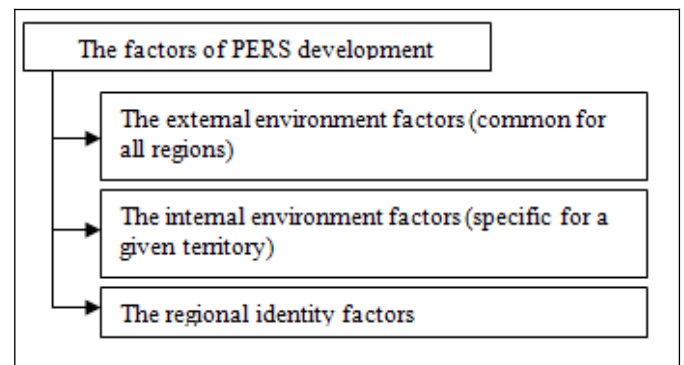 The factors of PERS development
The external environment factors (common for
all regions)
The internal environment factors (specific for a
given territory)
The regional identity factors